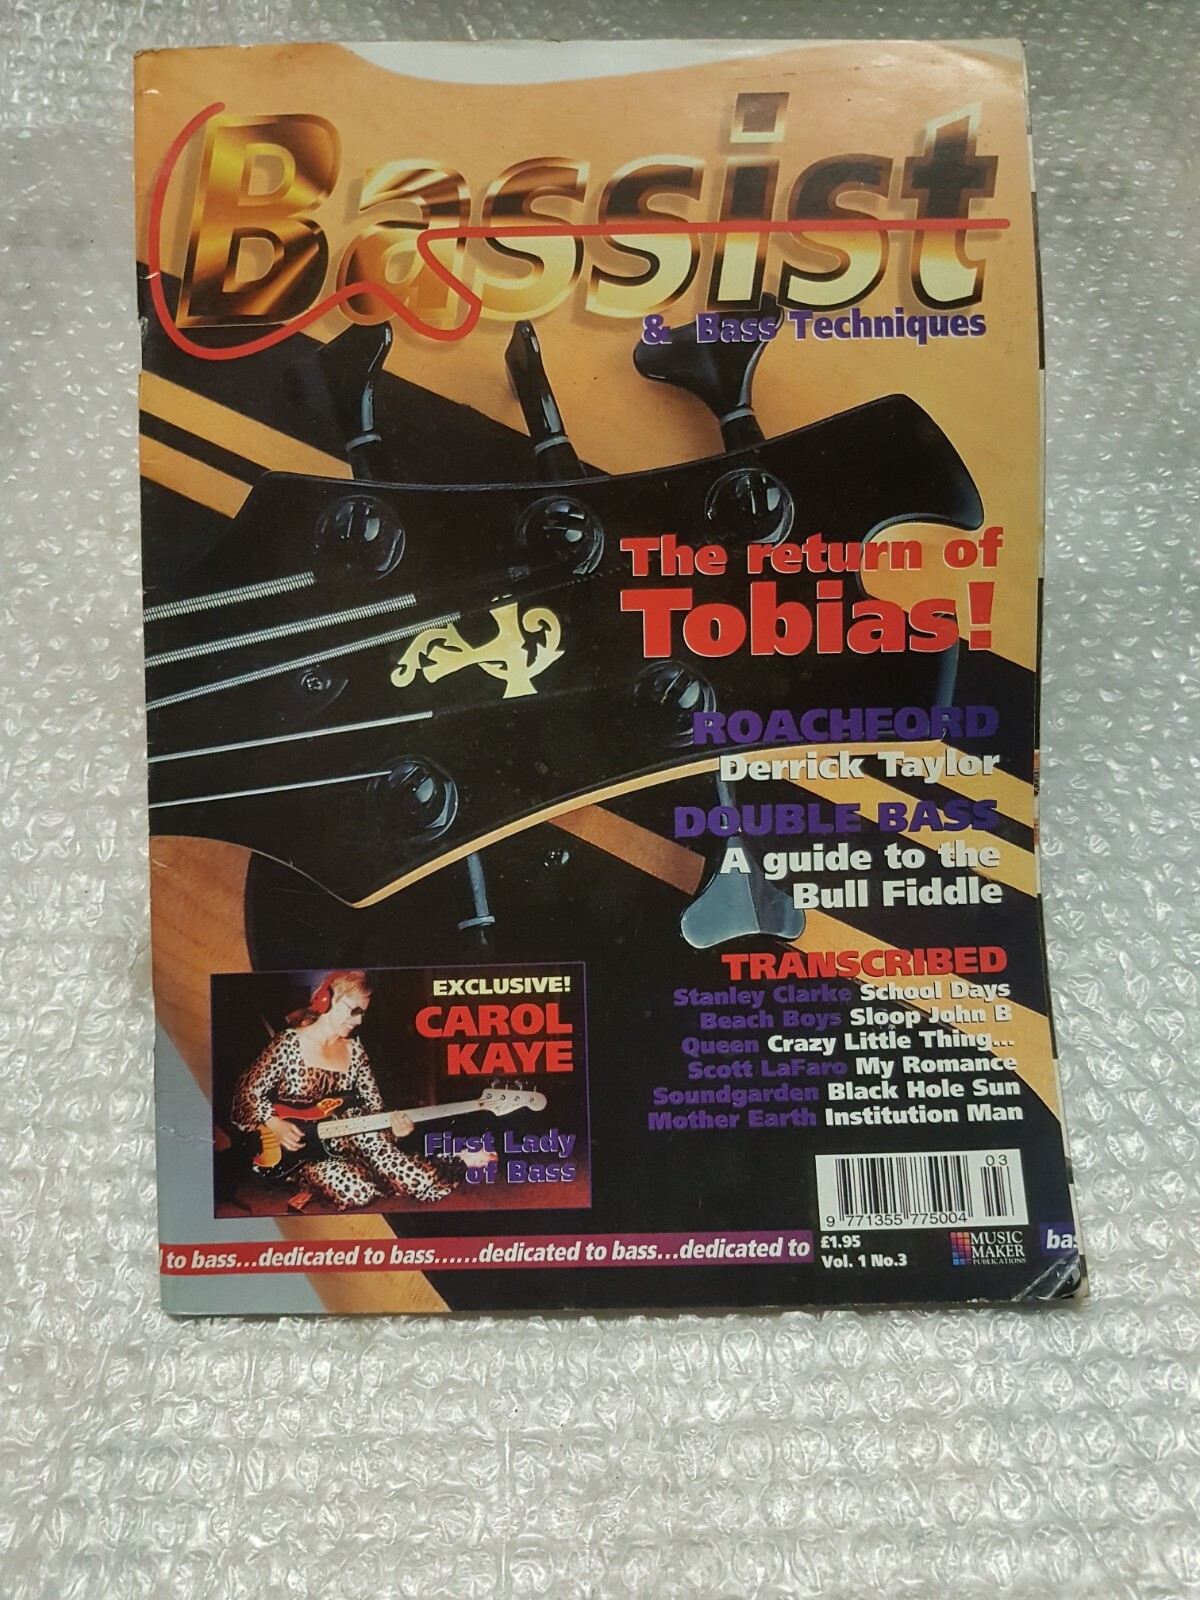 Bassist
& Bass Techniques
The return of
Tobias!
ROACHFORD
Derrick Taylor
DOUBLE BASS
A guide to the
Bull Fiddle
TRANSCRIBED
Stanley Clarke School Days
Beach Boys Sloop John B
Queen Crazy Little Thing...
Scott LaFaro My Romance
Soundgarden Black Hole Sun
Mother Earth Institution Man
EXCLUSIVE!
CAROL
KAYE
First Lady
of Bass
03
9 771355 775004
l to bass...dedicated to bass......dedicated to bass...dedicated to
£1.95
Vol. 1 No.3
MUSIC
MAKER
PUBLICATIONS
bas